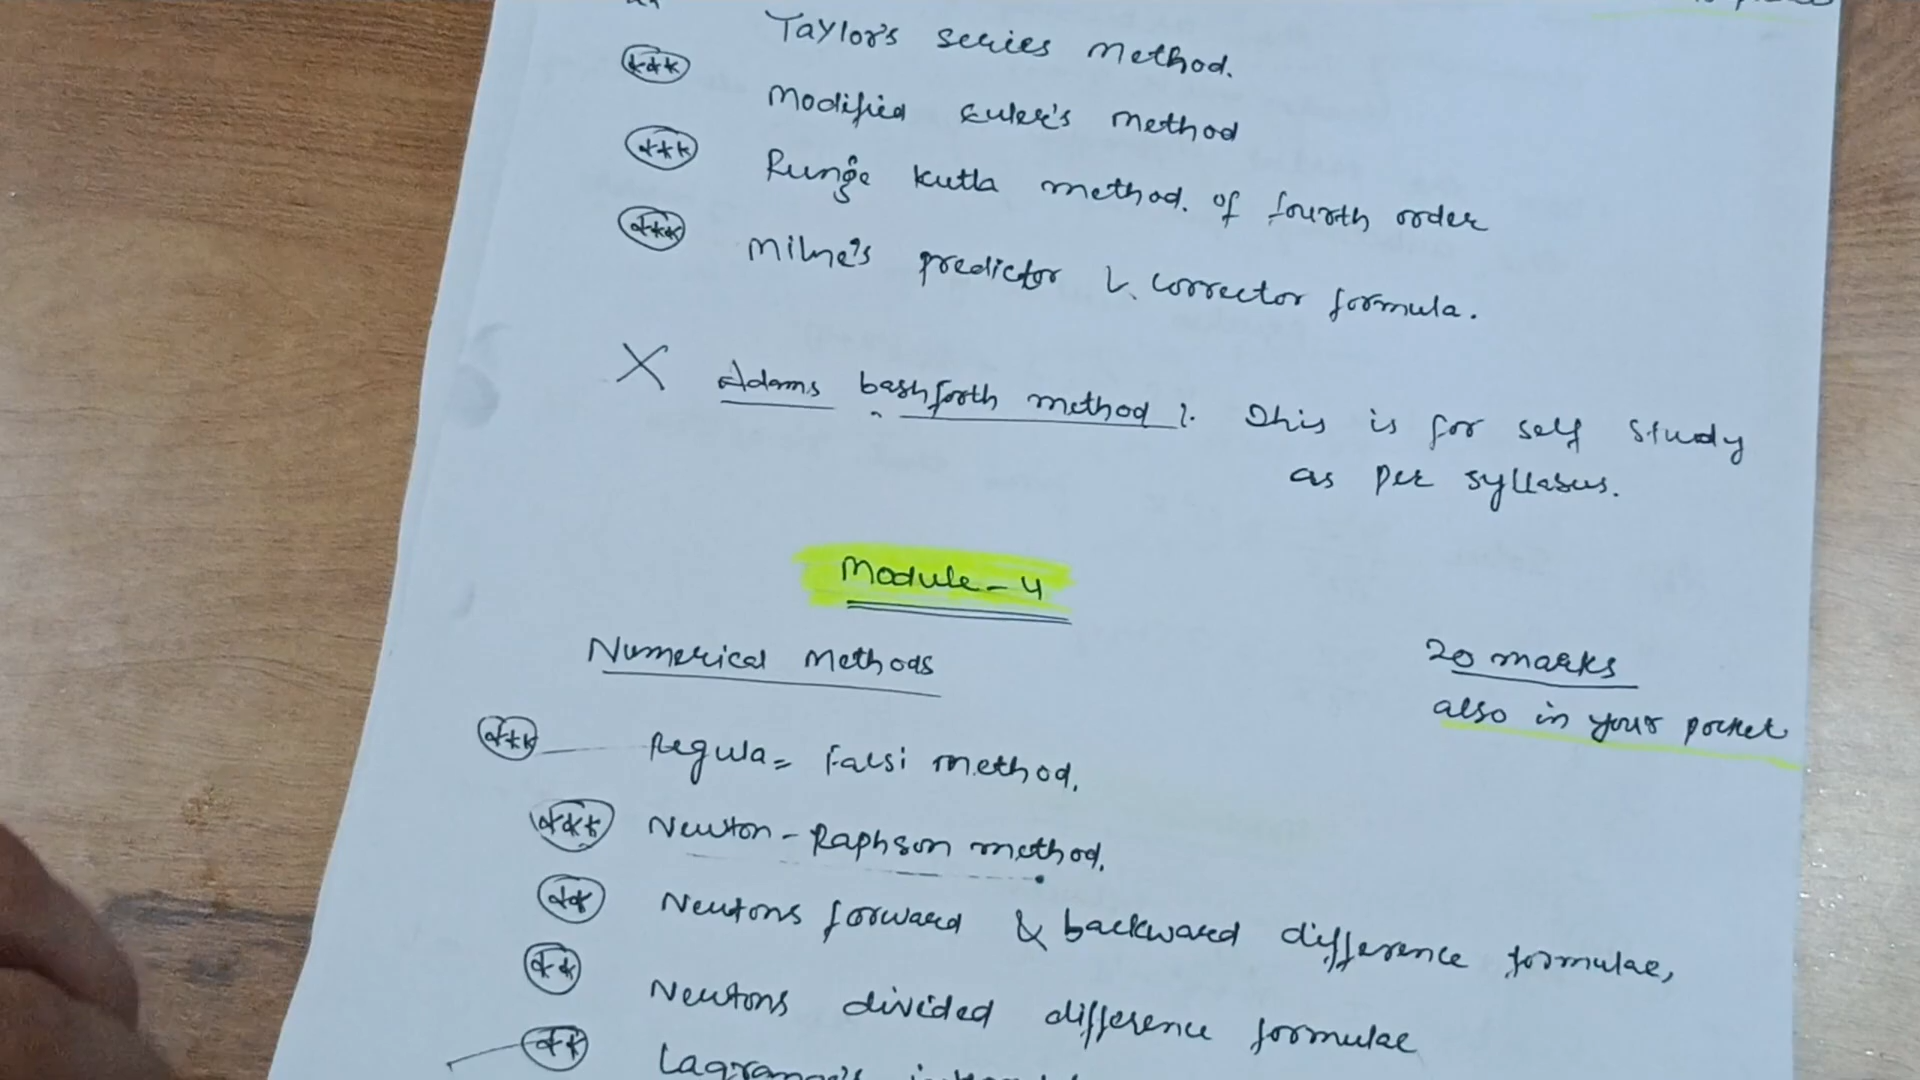 Taylor's series method.
*** Modified Euler's method
*** Runge Kutta method. of fourth order
*** Milne's predictor & corrector formula.
X Adams bashforth method :. This is for self study
as per syllabus.
Module - 4
Numerical Methods
20 marks
also in your pocket
*** Regula = Falsi method.
*** Newton - Raphson method.
** Newtons forward & backward difference formulae,
** Newtons divided difference formulae
** Lagrange's